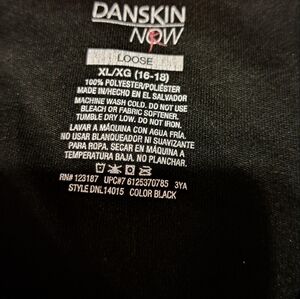 DANSKIN
NOW
LOOSE
XL/XG (16-18)
100% POLYESTER/POLIÉSTER
MADE IN/HECHO EN EL SALVADOR
MACHINE WASH COLD. DO NOT USE
BLEACH OR FABRIC SOFTENER.
TUMBLE DRY LOW. DO NOT IRON.
LAVAR A MÁQUINA CON AGUA FRÍA.
NO USAR BLANQUEADOR NI SUAVIZANTE
PARA ROPA. SECAR EN MÁQUINA A
TEMPERATURA BAJA. NO PLANCHAR.
RN# 123187 UPC#7 6125370785 3YA
STYLE DNL14015 COLOR BLACK